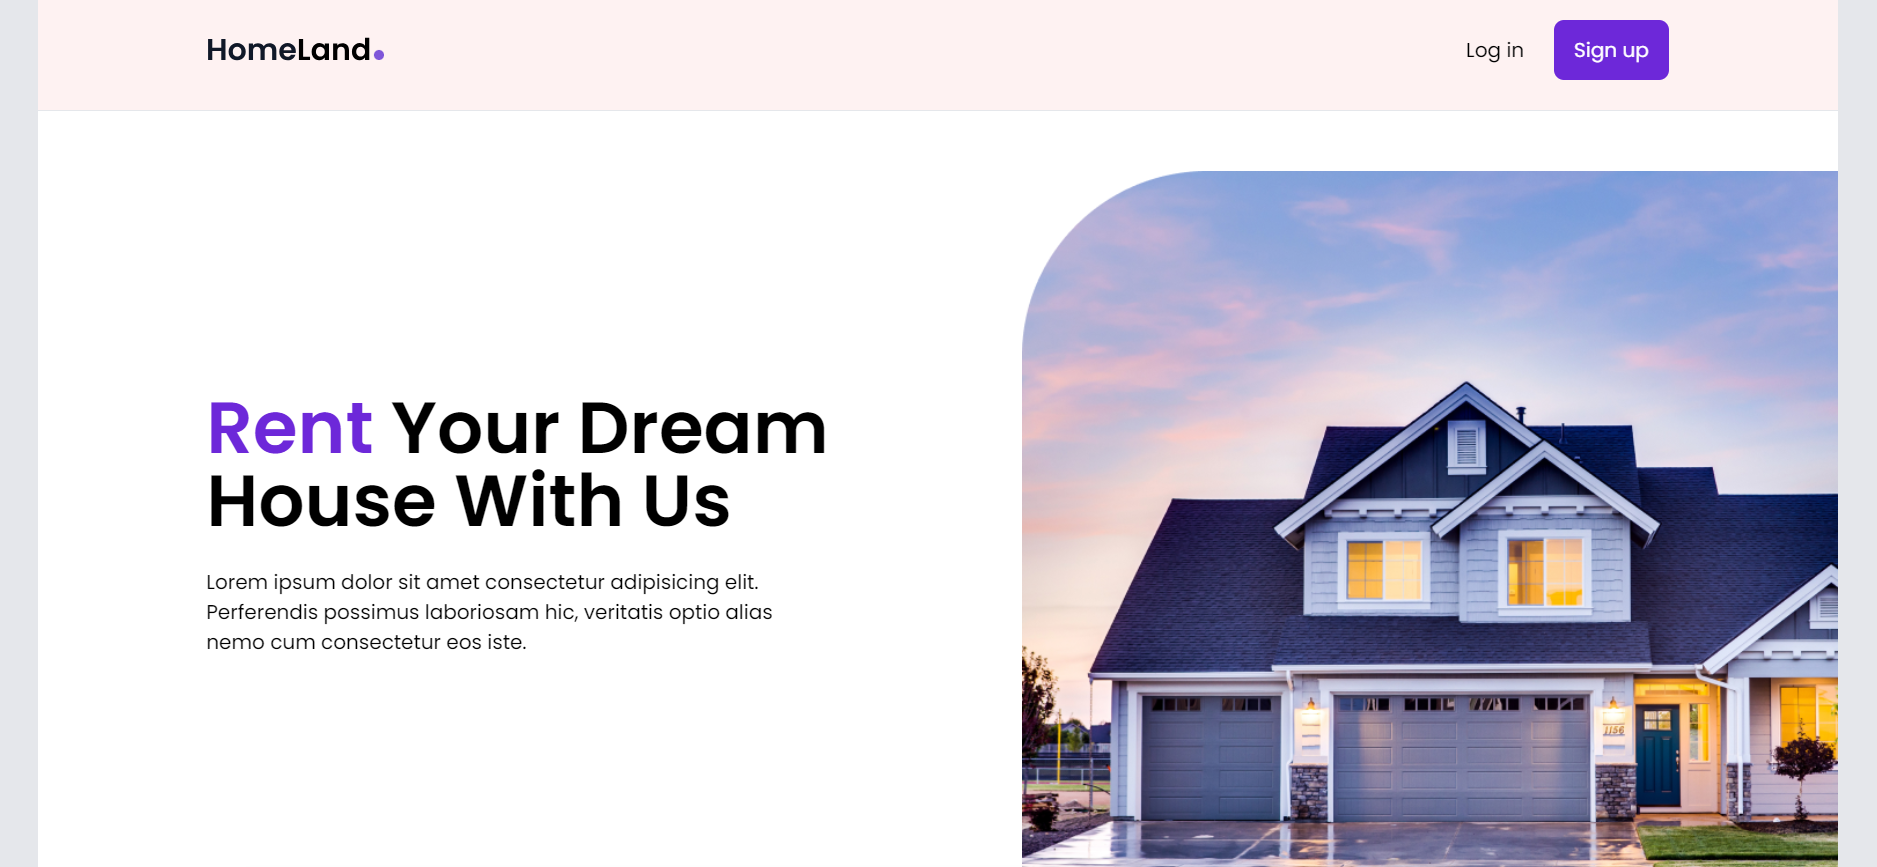 HomeLand
Log in
Sign up
Rent Your Dream
House With Us
Lorem ipsum dolor sit amet consectetur adipisicing elit.
Perferendis possimus laboriosam hic, veritatis optio alias
nemo cum consectetur eos iste.
1156